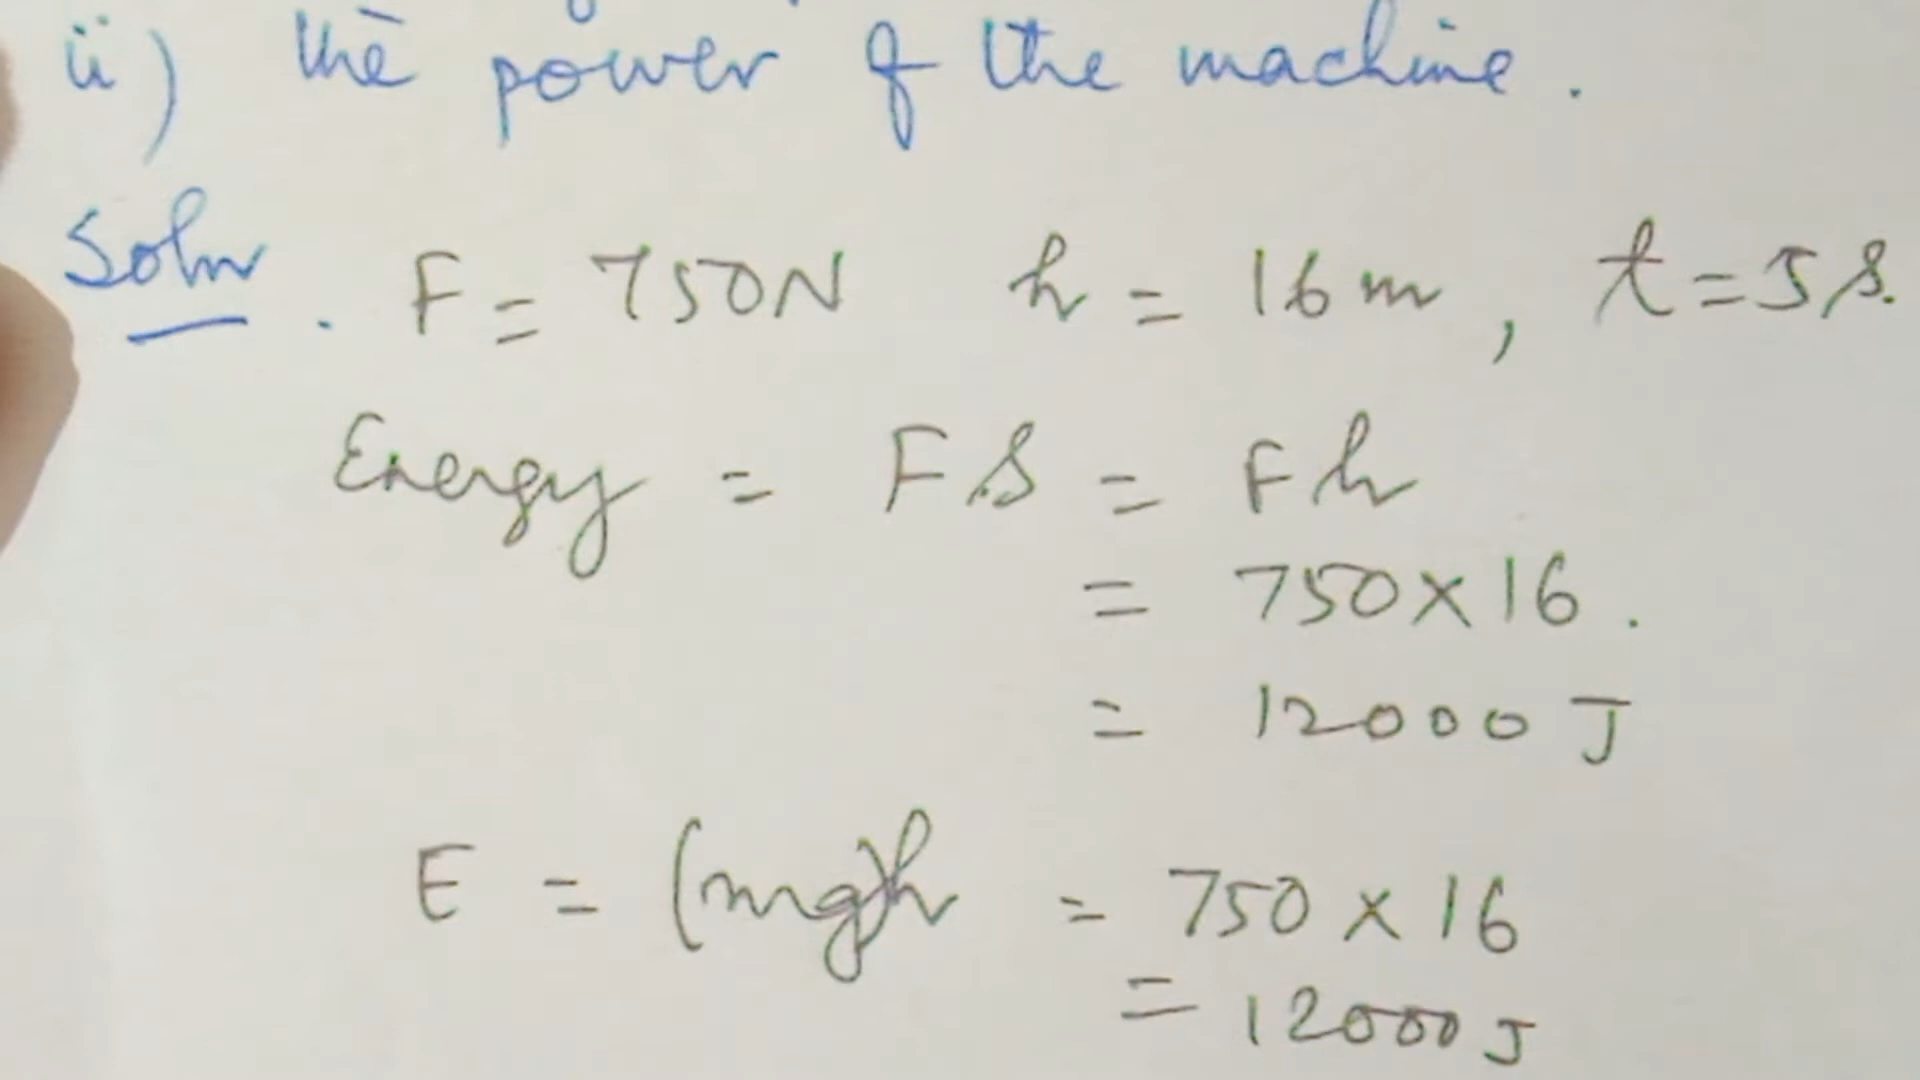 ii) the power of the machine.
Soln. F = 750N h = 16m, t = 5s.
Energy = FS = Fh
= 750 × 16.
= 12000 J
E = (mg)h = 750 × 16
= 12000 J